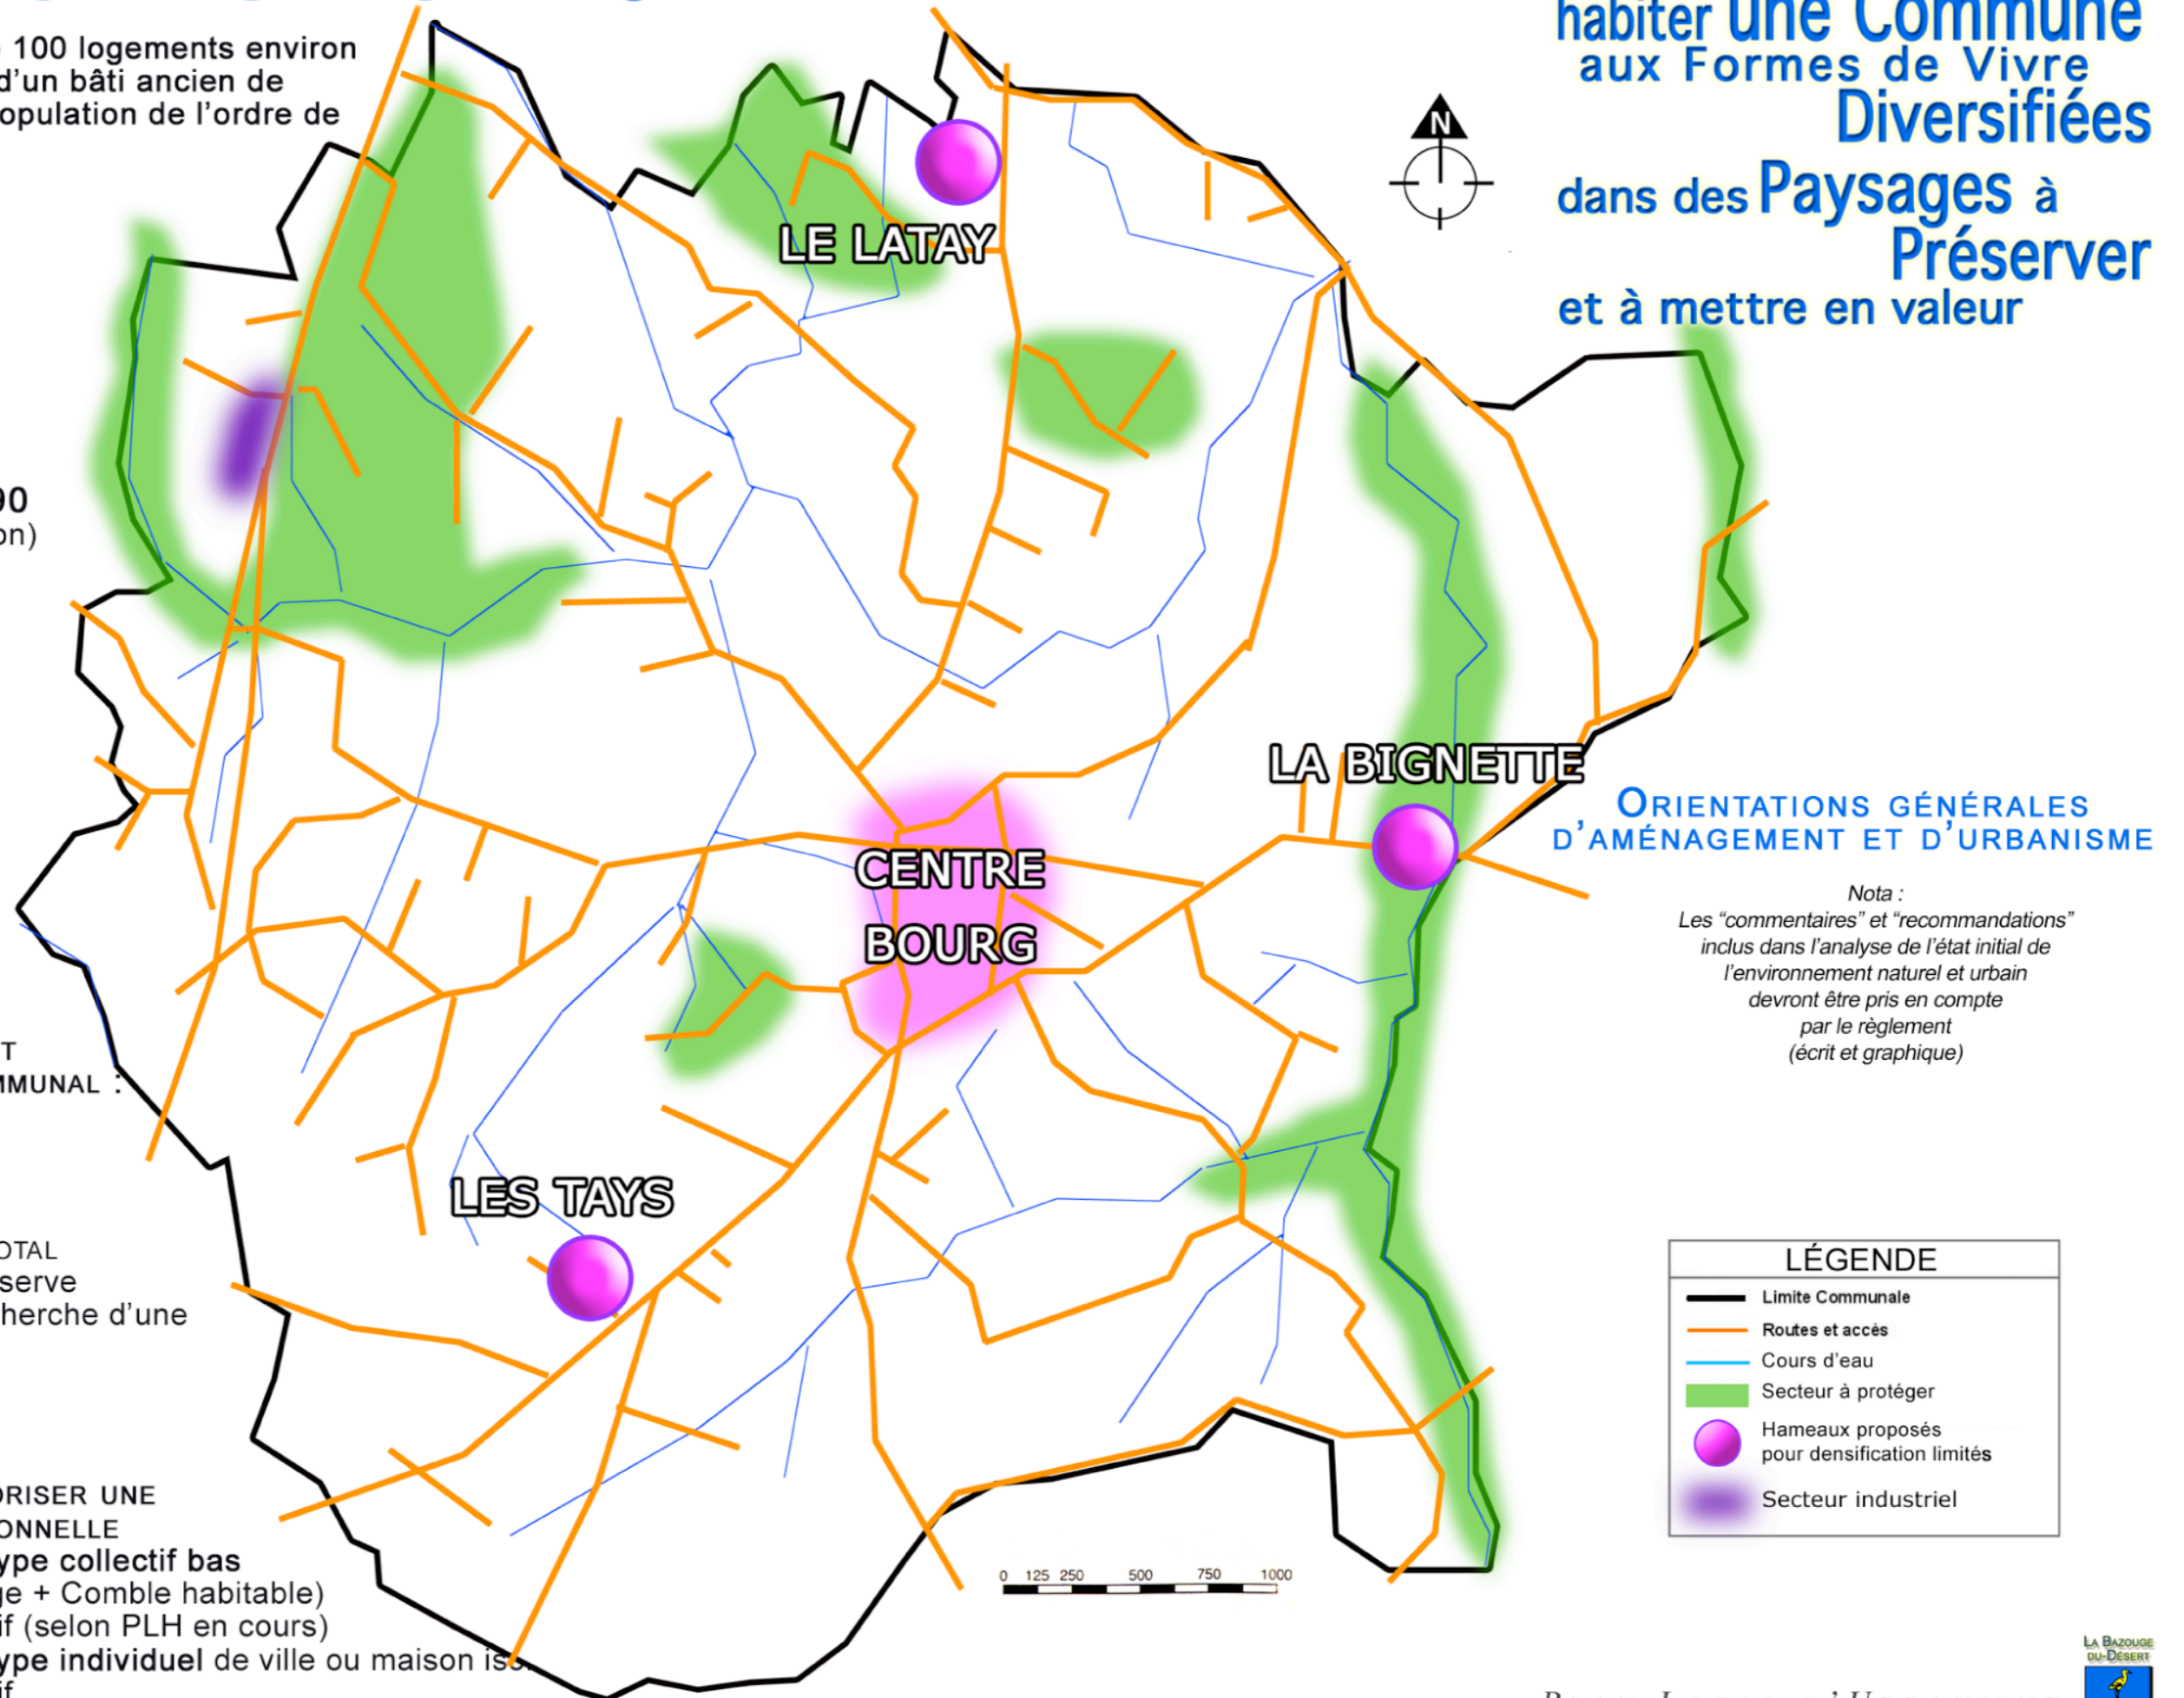 100 logements environ
d'un bâti ancien de
opulation de l'ordre de
90
on)
T
MMUNAL :
OTAL
serve
cherche d'une
ORISER UNE
ONNELLE
ype collectif bas
ge + Comble habitable)
if (selon PLH en cours)
ype individuel de ville ou maison iso
if
LE LATAY
LA BIGNETTE
CENTRE
BOURG
LES TAYS
N
0 125 250 500 750 1000
habiter une Commune
aux Formes de Vivre
Diversifiées
dans des Paysages à
Préserver
et à mettre en valeur
ORIENTATIONS GÉNÉRALES
D'AMÉNAGEMENT ET D'URBANISME
Nota :
Les "commentaires" et "recommandations"
inclus dans l'analyse de l'état initial de
l'environnement naturel et urbain
devront être pris en compte
par le règlement
(écrit et graphique)
LÉGENDE
Limite Communale
Routes et accès
Cours d'eau
Secteur à protéger
Hameaux proposés
pour densification limités
Secteur industriel
LA BAZOUGE
DU-DÉSERT